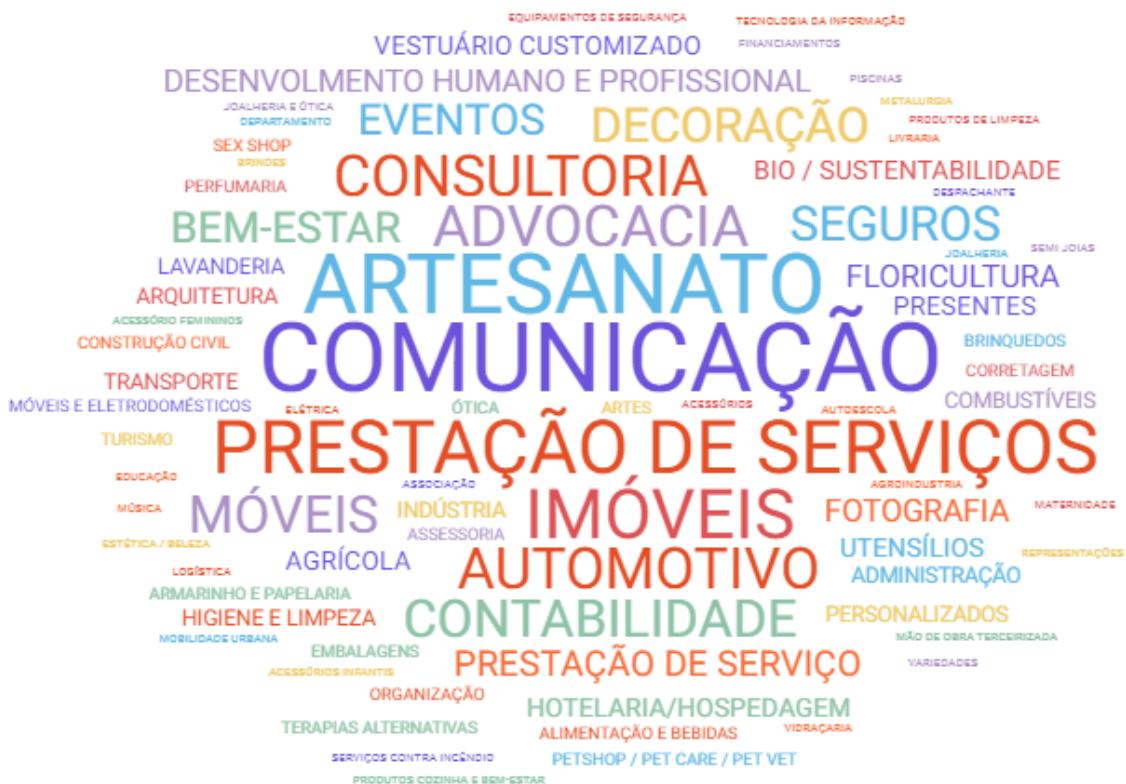 EQUIPAMENTOS DE SEGURANÇA
TECNOLOGIA DA INFORMAÇÃO
VESTUÁRIO CUSTOMIZADO
FINANCIAMENTOS
DESENVOLMENTO HUMANO E PROFISSIONAL
PISCINAS
JOALHERIA E ÓTICA
METALURGIA
DEPARTAMENTO
EVENTOS
DECORAÇÃO
PRODUTOS DE LIMPEZA
LIVRARIA
SEX SHOP
BRINDES
CONSULTORIA
BIO / SUSTENTABILIDADE
PERFUMARIA
DESPACHANTE
BEM-ESTAR
ADVOCACIA
SEGUROS
SEMI JOIAS
JOALHERIA
LAVANDERIA
ARTESANATO
FLORICULTURA
ARQUITETURA
PRESENTES
ACESSÓRIO FEMININOS
CONSTRUÇÃO CIVIL
COMUNICAÇÃO
BRINQUEDOS
TRANSPORTE
CORRETAGEM
MÓVEIS E ELETRODOMÉSTICOS
ELÉTRICA
ÓTICA
ARTES
ACESSÓRIOS
AUTOESCOLA
COMBUSTÍVEIS
TURISMO
PRESTAÇÃO DE SERVIÇOS
EDUCAÇÃO
ASSOCIAÇÃO
AGROINDUSTRIA
MÚSICA
MÓVEIS
INDÚSTRIA
IMÓVEIS
FOTOGRAFIA
MATERNIDADE
ASSESSORIA
ESTÉTICA / BELEZA
AGRÍCOLA
UTENSÍLIOS
REPRESENTAÇÕES
LOGÍSTICA
AUTOMOTIVO
ADMINISTRAÇÃO
ARMARINHO E PAPELARIA
HIGIENE E LIMPEZA
CONTABILIDADE
PERSONALIZADOS
MOBILIDADE URBANA
MÃO DE OBRA TERCEIRIZADA
EMBALAGENS
PRESTAÇÃO DE SERVIÇO
VARIEDADES
ACESSÓRIOS INFANTIS
ORGANIZAÇÃO
HOTELARIA/HOSPEDAGEM
TERAPIAS ALTERNATIVAS
ALIMENTAÇÃO E BEBIDAS
VIDRAÇARIA
SERVIÇOS CONTRA INCÊNDIO
PETSHOP / PET CARE / PET VET
PRODUTOS COZINHA E BEM-ESTAR